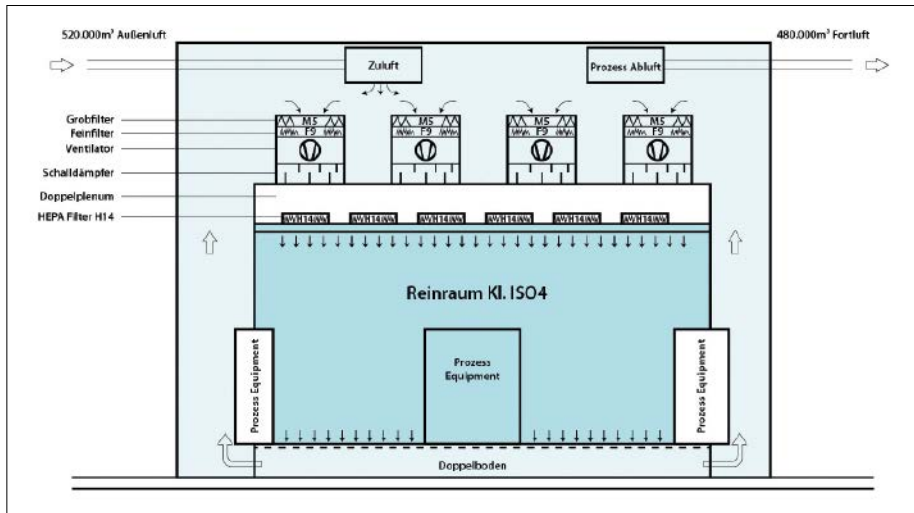 520.000m³ Außenluft
480.000m³ Fortluft
Zuluft
Prozess Abluft
Grobfilter
M5
M5
M5
M5
Feinfilter
F9
F9
F9
F9
Ventilator
Schalldämpfer
Doppelplenum
HEPA Filter H14
H14
H14
H14
H14
H14
H14
Reinraum Kl. ISO4
Prozess Equipment
Prozess
Equipment
Prozess Equipment
Doppelboden